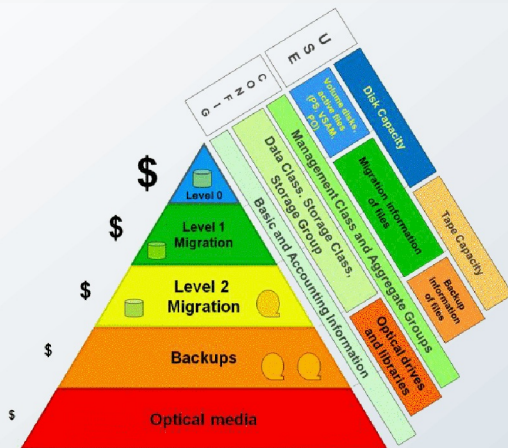 USE
CONFIG
$
Level 0
$
Level 1
Migration
$
Level 2
Migration
$
Backups
$
Optical media
Basic and Accounting Information
Data Class, Storage Class,
Storage Group
Management Class and Aggregate Groups
Optical drives
and libraries
Volume disks,
active files
(PS, VSAM,
PO)
Migration information
of files
Backup
information
of files
Disk Capacity
Tape Capacity